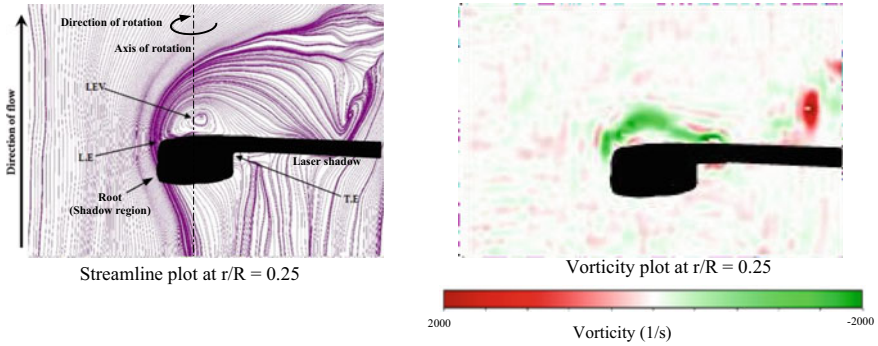 Direction of rotation
Axis of rotation
Direction of flow
LEV
L.E
Laser shadow
Root
(Shadow region)
T.E
Streamline plot at r/R = 0.25
Vorticity plot at r/R = 0.25
2000
-2000
Vorticity (1/s)